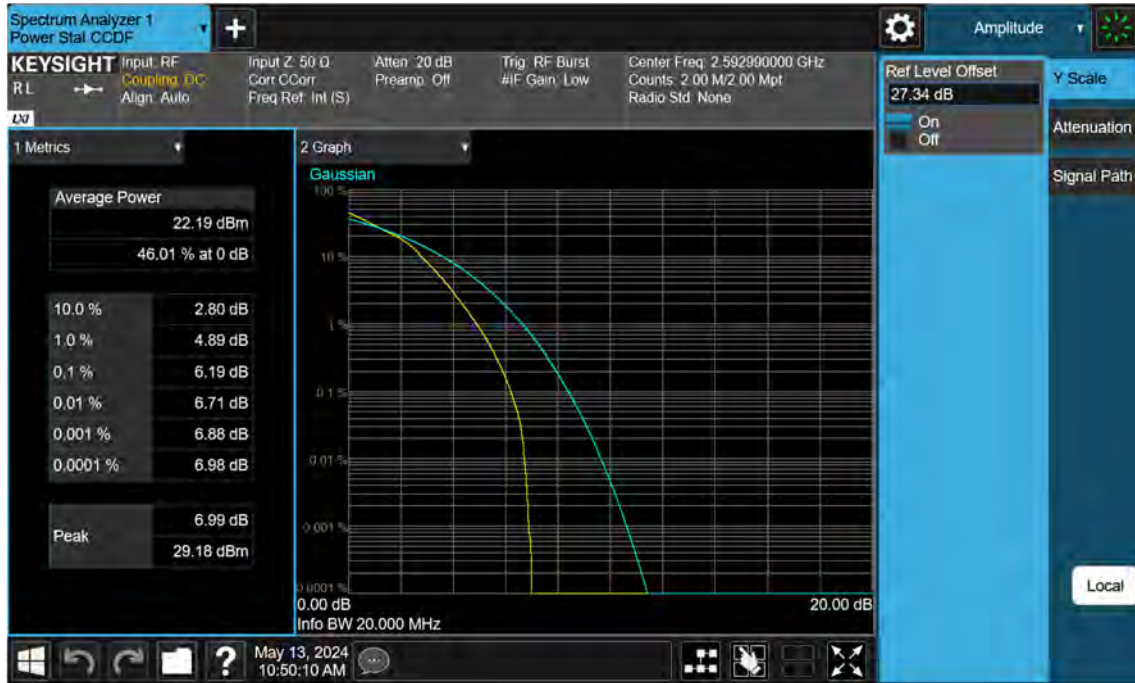 Spectrum Analyzer 1
Power Stat CCDF
+
Amplitude
KEYSIGHT
R L
LXI
Input: RF
Coupling: DC
Align: Auto
Input Z: 50 Ω
Corr CCorr
Freq Ref: Int (S)
Atten: 20 dB
Preamp: Off
Trig: RF Burst
#IF Gain: Low
Center Freq: 2.592990000 GHz
Counts: 2.00 M/2.00 Mpt
Radio Std: None
Ref Level Offset
27.34 dB
On
Off
Y Scale
Attenuation
Signal Path
Local
1 Metrics
Average Power
22.19 dBm
46.01 % at 0 dB
10.0 % 2.80 dB
1.0 % 4.89 dB
0.1 % 6.19 dB
0.01 % 6.71 dB
0.001 % 6.88 dB
0.0001 % 6.98 dB
Peak
6.99 dB
29.18 dBm
2 Graph
Gaussian
100 %
10 %
1 %
0.1 %
0.01 %
0.001 %
0.0001 %
0.00 dB
20.00 dB
Info BW 20.000 MHz
?
May 13, 2024
10:50:10 AM